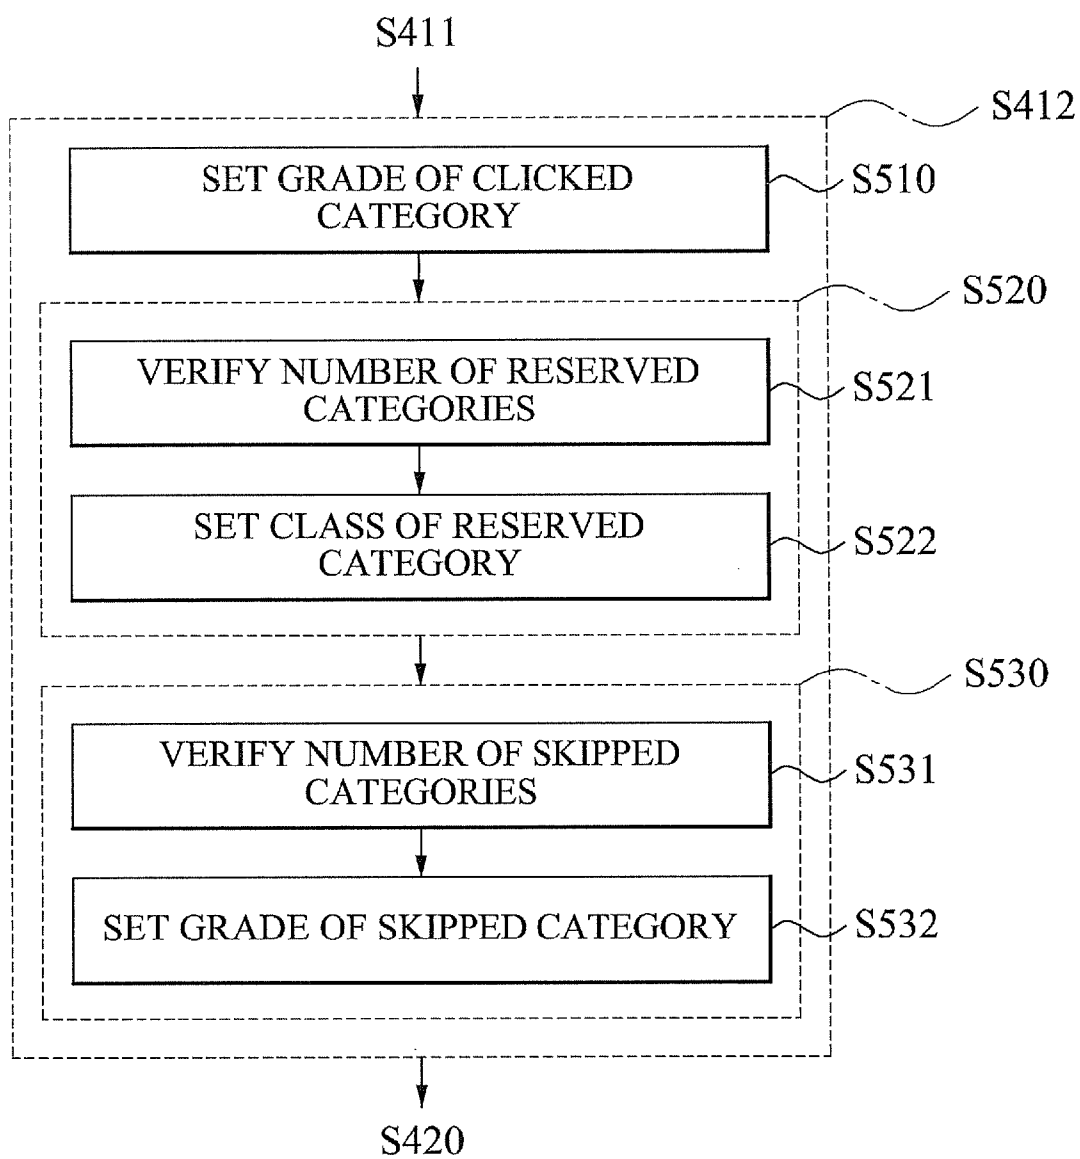 S411
S412
SET GRADE OF CLICKED
CATEGORY
S510
S520
VERIFY NUMBER OF RESERVED
CATEGORIES
S521
SET CLASS OF RESERVED
CATEGORY
S522
S530
VERIFY NUMBER OF SKIPPED
CATEGORIES
S531
SET GRADE OF SKIPPED CATEGORY
S532
S420